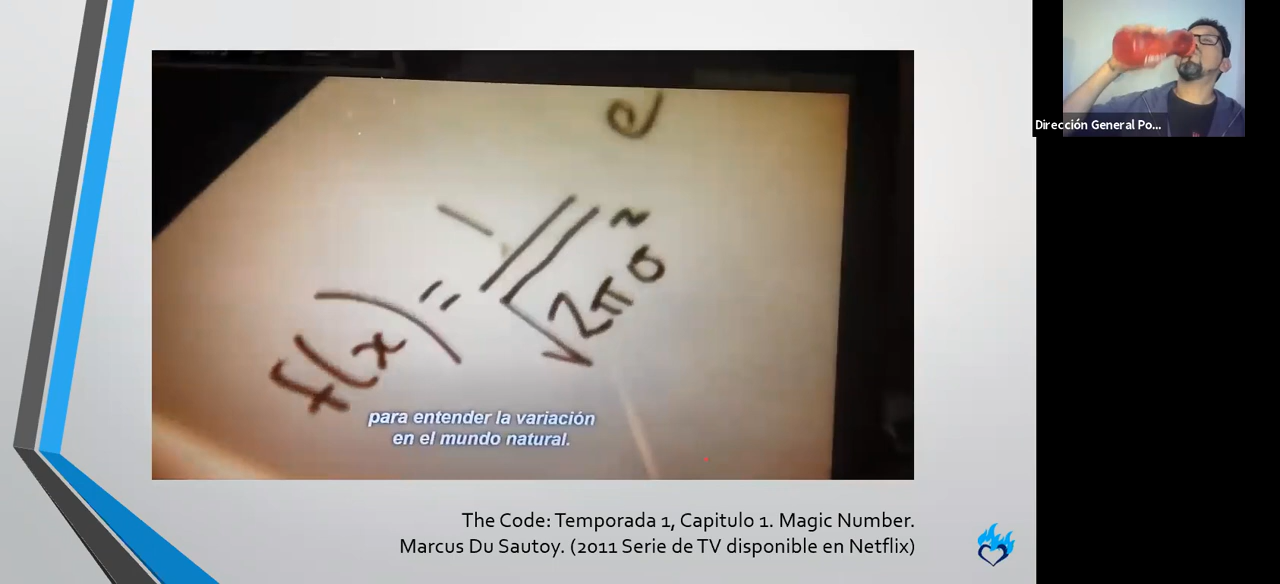 f(x) = 1 / √2πσ² e
para entender la variación
en el mundo natural.
The Code: Temporada 1, Capitulo 1. Magic Number.
Marcus Du Sautoy. (2011 Serie de TV disponible en Netflix)
Dirección General Po...